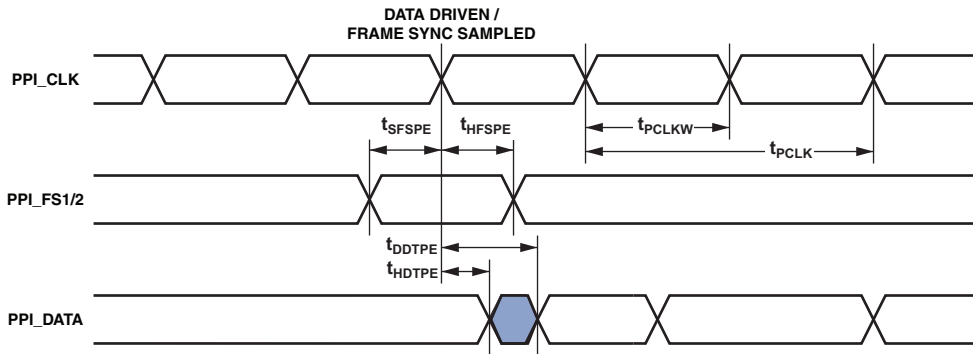 DATA DRIVEN /
FRAME SYNC SAMPLED
PPI_CLK
tSFSPE
tHFSPE
tPCLKW
tPCLK
PPI_FS1/2
tDDTPE
tHDTPE
PPI_DATA